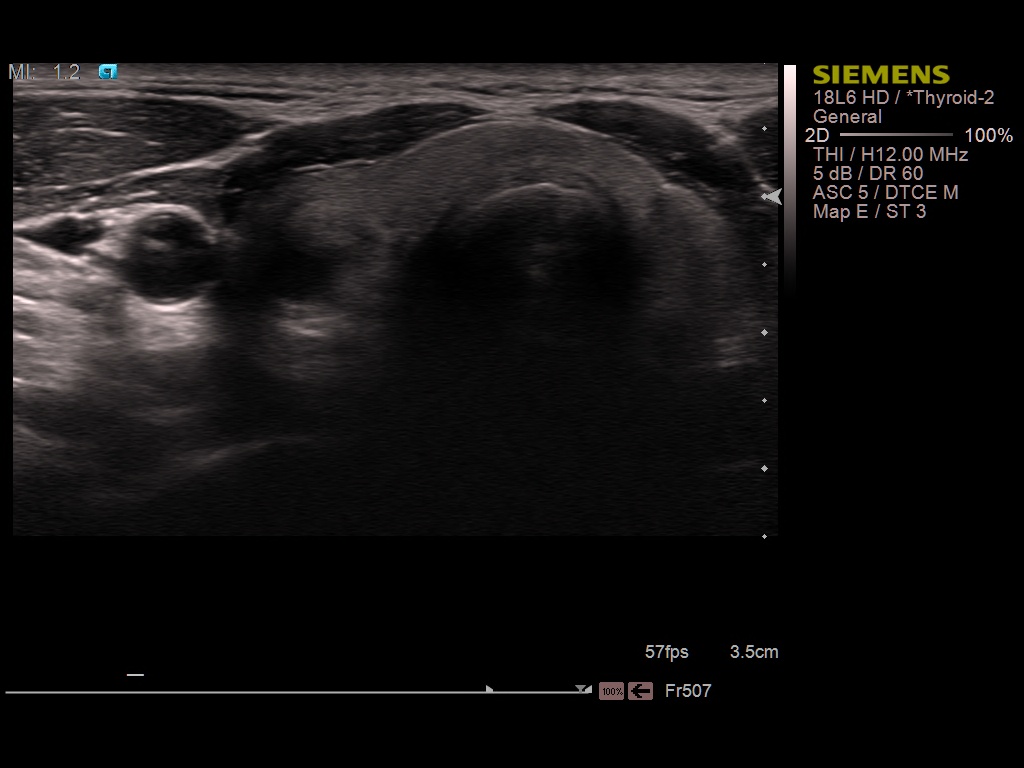 MI: 1.2
SIEMENS
18L6 HD / *Thyroid-2
General
2D 100%
THI / H12.00 MHz
5 dB / DR 60
ASC 5 / DTCE M
Map E / ST 3
57fps 3.5cm
100% Fr507